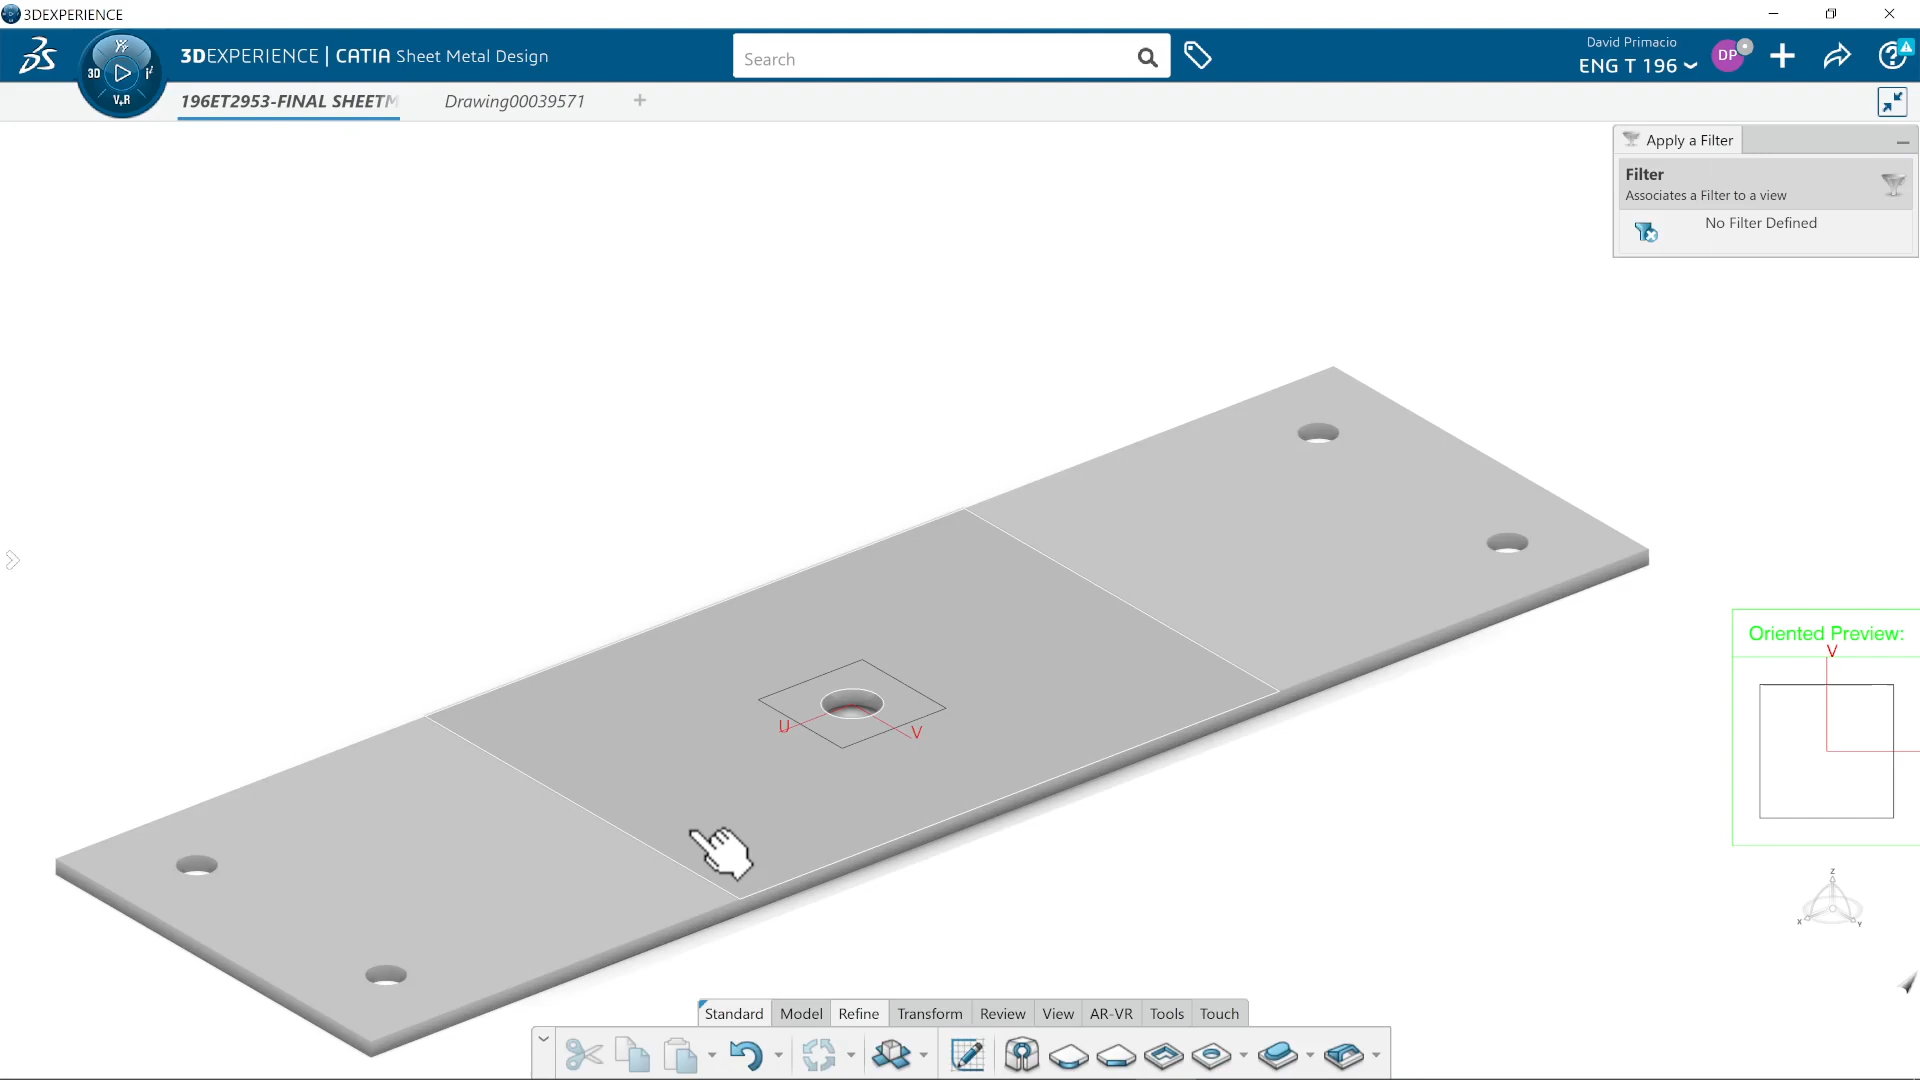 3DEXPERIENCE
3DEXPERIENCE | CATIA Sheet Metal Design
Search
David Primacio
ENG T 196
DP
3D
V+R
196ET2953-FINAL SHEETM
Drawing00039571
Apply a Filter
Filter
Associates a Filter to a view
No Filter Defined
Oriented Preview:
V
U
V
Z
X
Y
Standard
Model
Refine
Transform
Review
View
AR-VR
Tools
Touch